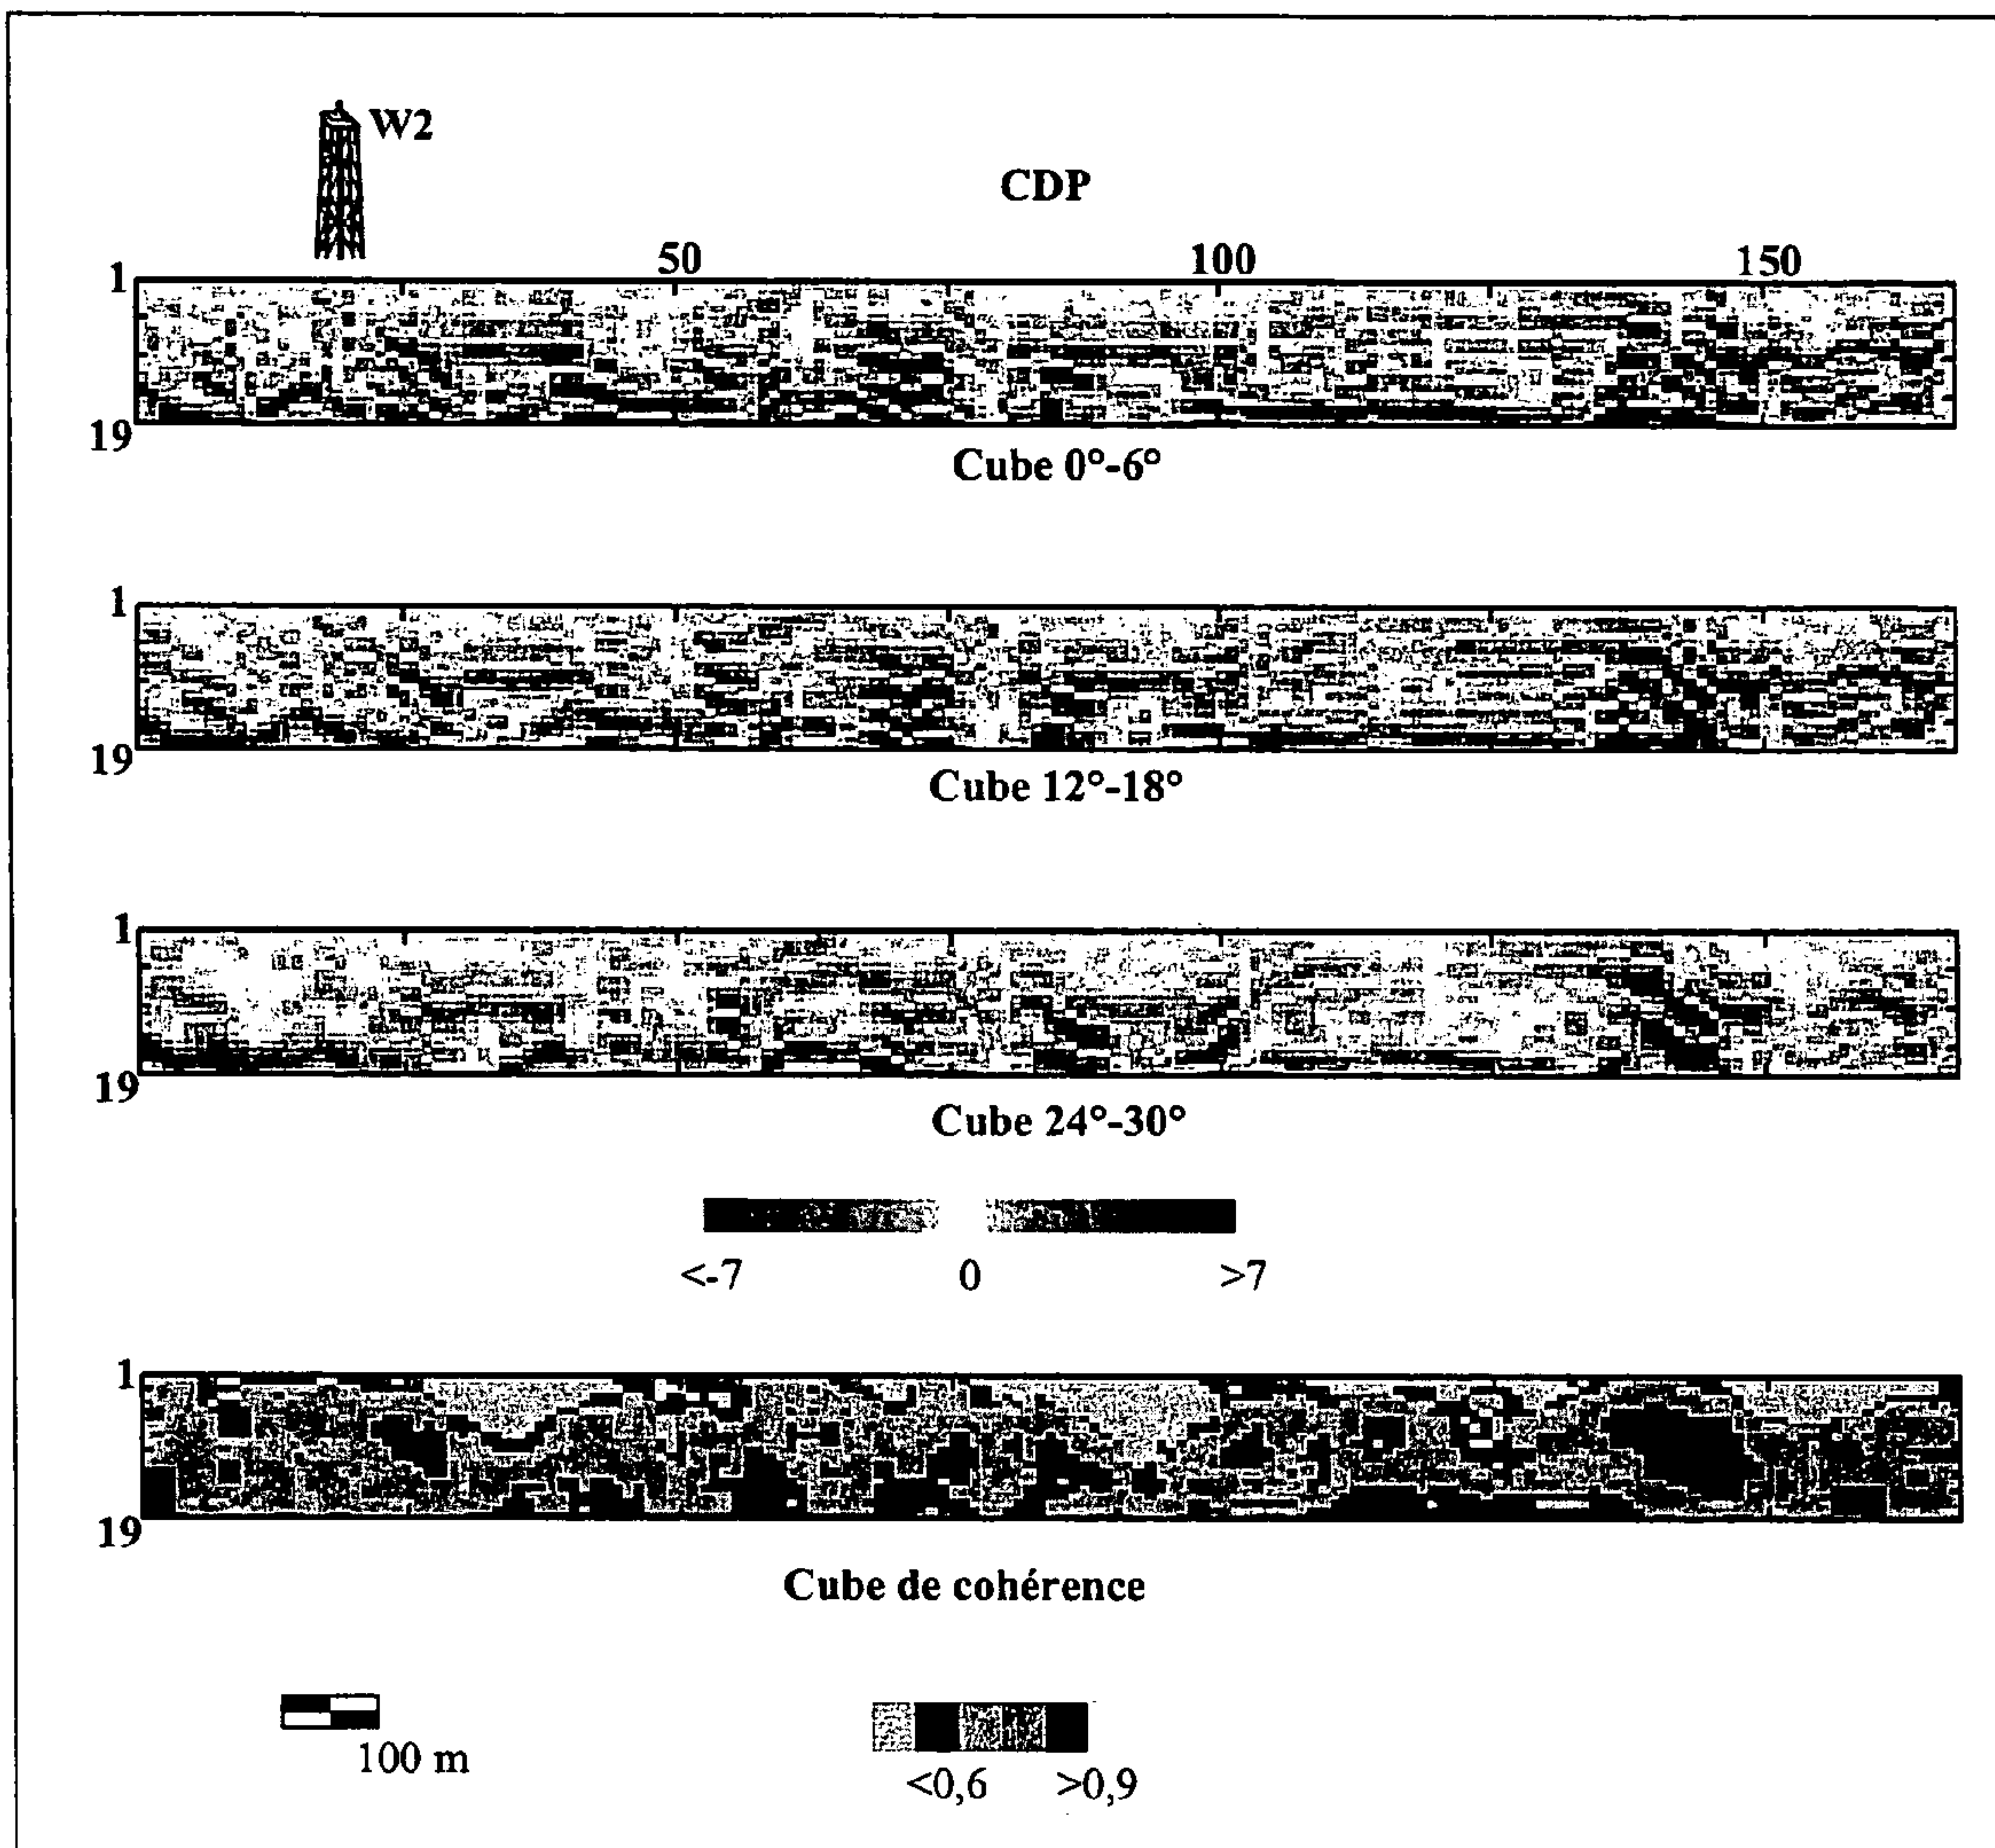 W2
CDP
50 100 150
1
19
Cube 0°-6°
1
19
Cube 12°-18°
1
19
Cube 24°-30°
<-7 0 >7
1
19
Cube de cohérence
100 m
<0,6 >0,9